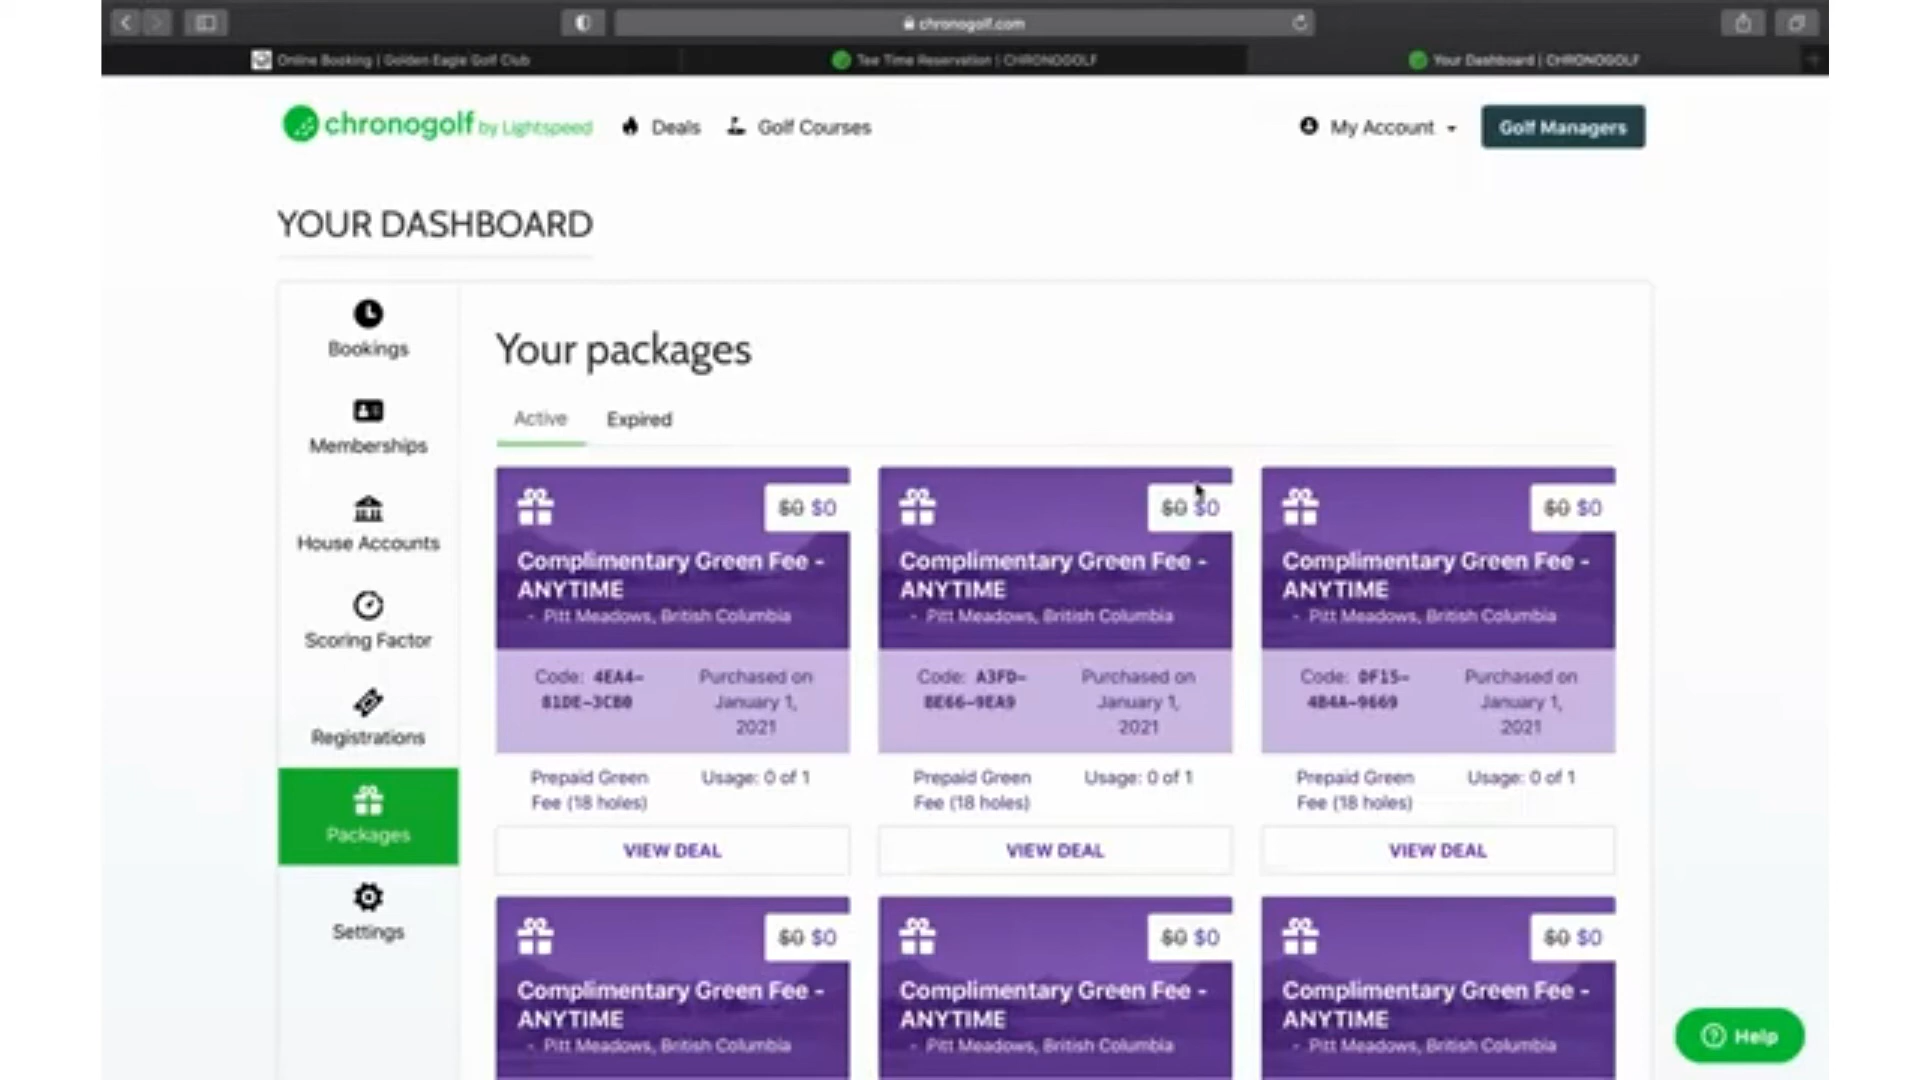 chronogolf.com
Online Booking | Golden Eagle Golf Club
Tee Time Reservation | CHRONOGOLF
Your Dashboard | CHRONOGOLF
chronogolf by Lightspeed
Deals
Golf Courses
My Account
Golf Managers
YOUR DASHBOARD
Bookings
Memberships
House Accounts
Scoring Factor
Registrations
Packages
Settings
Your packages
Active
Expired
$0 $0
Complimentary Green Fee -
ANYTIME
- Pitt Meadows, British Columbia
Code: 4EA4-
81DE-3CB0
Purchased on
January 1,
2021
Prepaid Green
Fee (18 holes)
Usage: 0 of 1
VIEW DEAL
$0 $0
Complimentary Green Fee -
ANYTIME
- Pitt Meadows, British Columbia
Code: A3FD-
BE66-9EA9
Purchased on
January 1,
2021
Prepaid Green
Fee (18 holes)
Usage: 0 of 1
VIEW DEAL
$0 $0
Complimentary Green Fee -
ANYTIME
- Pitt Meadows, British Columbia
Code: 0F15-
4B4A-9669
Purchased on
January 1,
2021
Prepaid Green
Fee (18 holes)
Usage: 0 of 1
VIEW DEAL
$0 $0
Complimentary Green Fee -
ANYTIME
- Pitt Meadows, British Columbia
$0 $0
Complimentary Green Fee -
ANYTIME
- Pitt Meadows, British Columbia
$0 $0
Complimentary Green Fee -
ANYTIME
- Pitt Meadows, British Columbia
Help